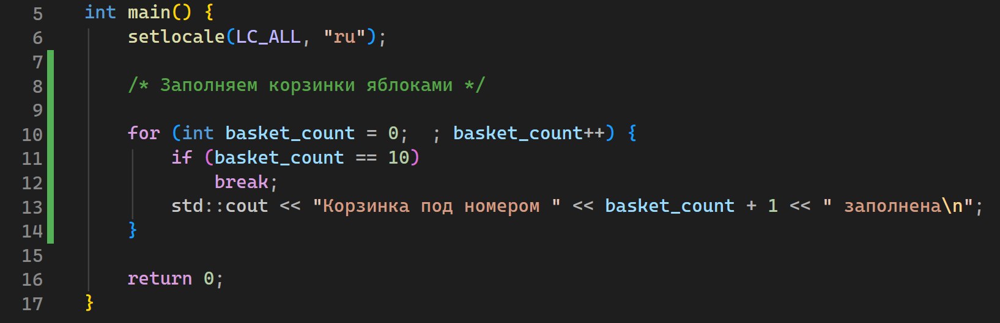 5 int main() {
6 setlocale(LC_ALL, "ru");
7
8 /* Заполняем корзинки яблоками */
9
10 for (int basket_count = 0;  ; basket_count++) {
11 if (basket_count == 10)
12 break;
13 std::cout << "Корзинка под номером " << basket_count + 1 << " заполнена\n";
14 }
15
16 return 0;
17 }